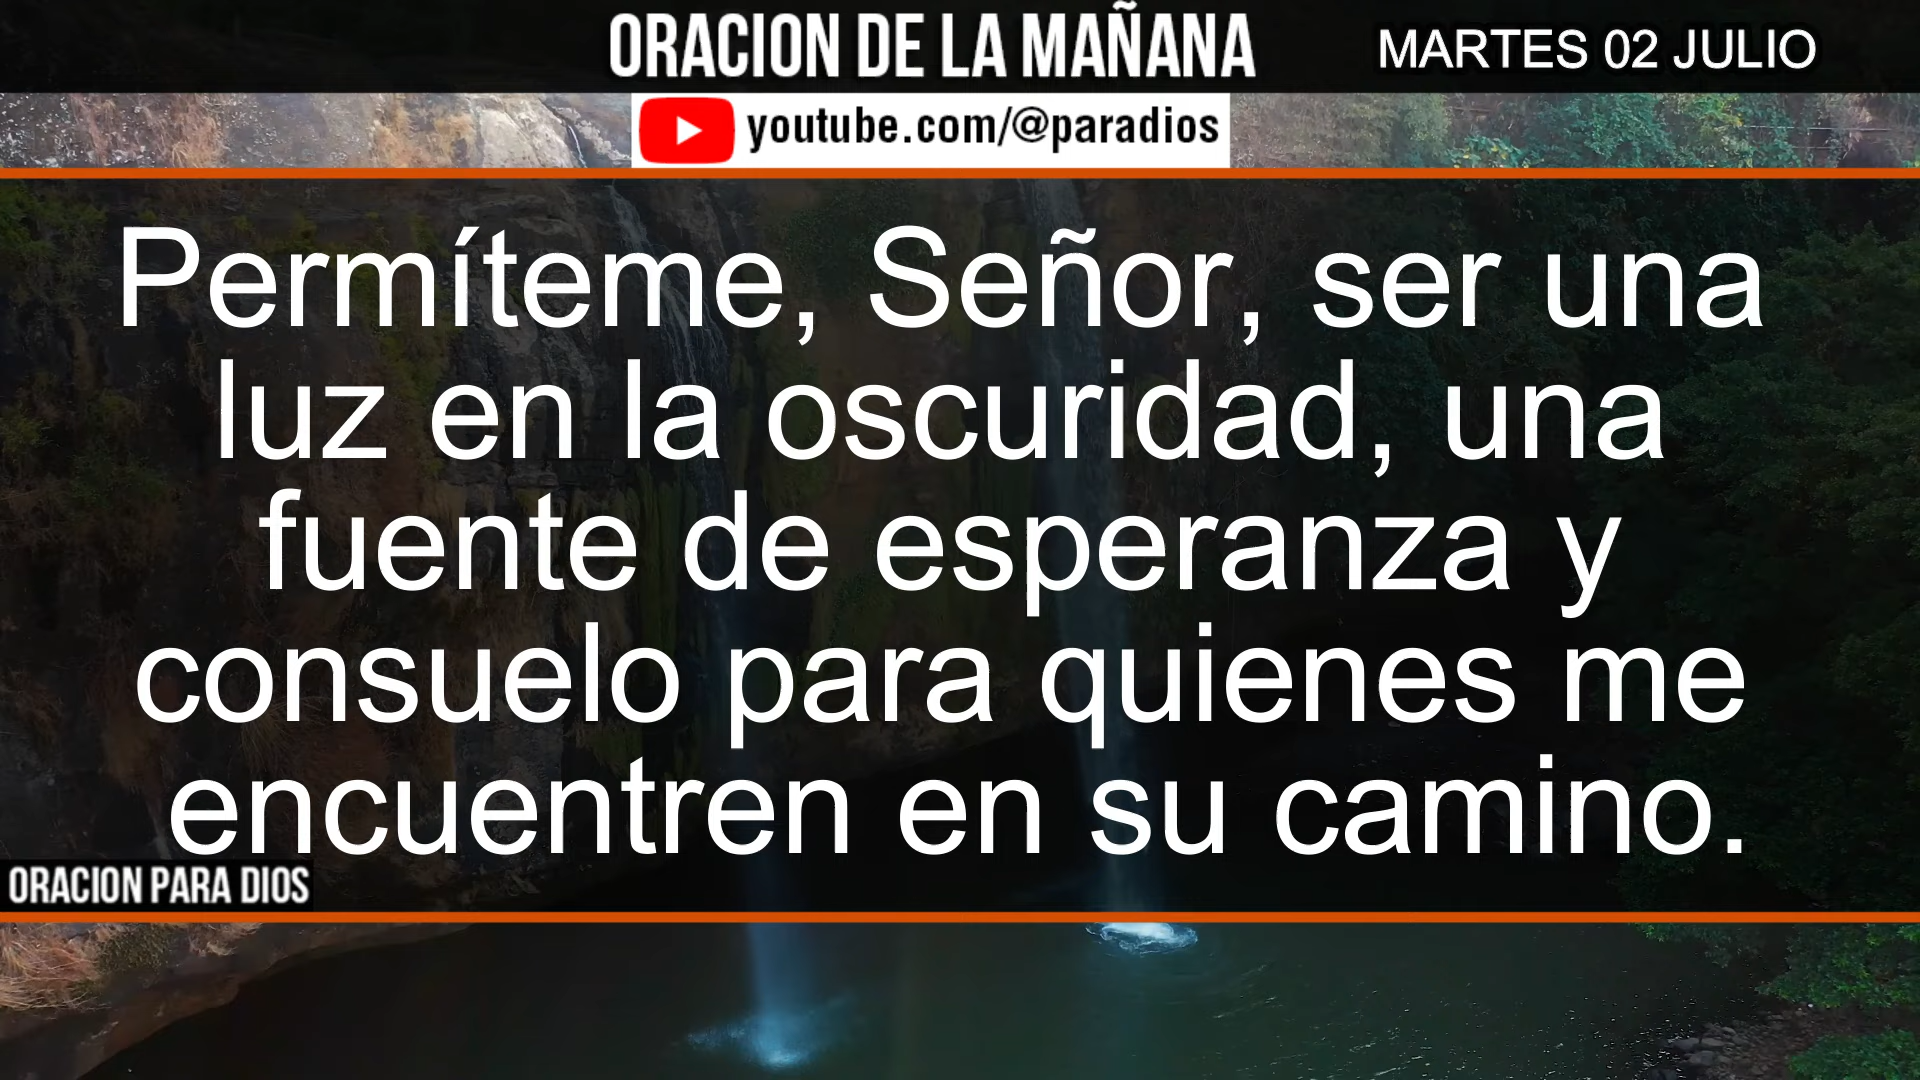 ORACION DE LA MAÑANA
MARTES 02 JULIO
youtube.com/@paradios
Permíteme, Señor, ser una
luz en la oscuridad, una
fuente de esperanza y
consuelo para quienes me
encuentren en su camino.
ORACION PARA DIOS